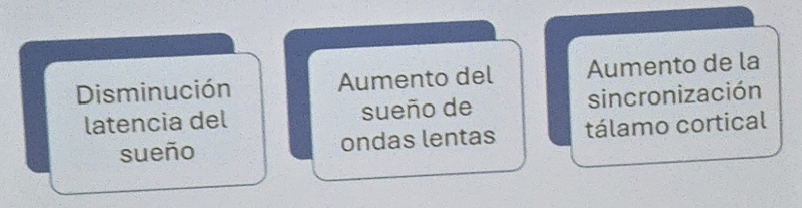 Disminución
latencia del
sueño
Aumento del
sueño de
ondas lentas
Aumento de la
sincronización
tálamo cortical